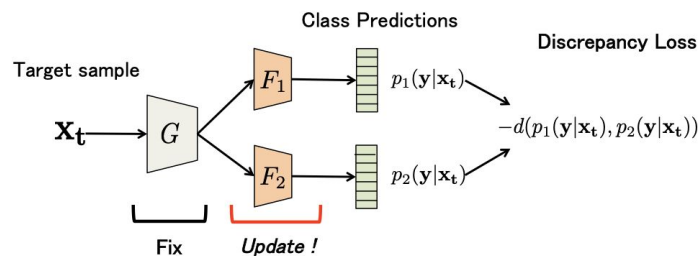 Class Predictions
Discrepancy Loss
Target sample
F₁
p₁(y|xₜ)
xₜ
G
−d(p₁(y|xₜ), p₂(y|xₜ))
F₂
p₂(y|xₜ)
Fix
Update !